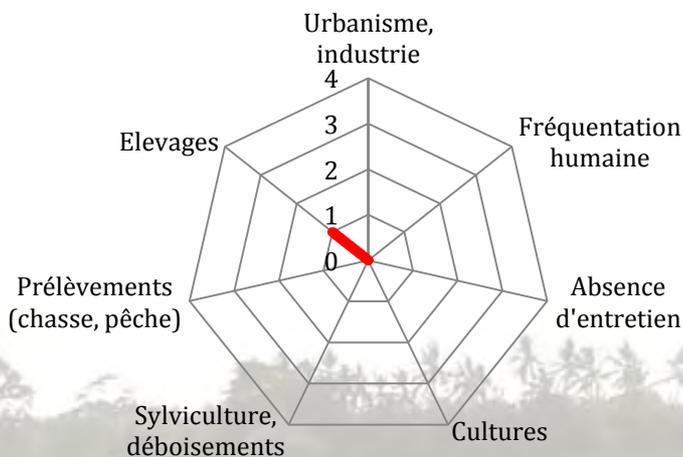 Urbanisme,
industrie
4
3
2
1
0
Fréquentation
humaine
Absence
d'entretien
Cultures
Sylviculture,
déboisements
Prélèvements
(chasse, pêche)
Elevages